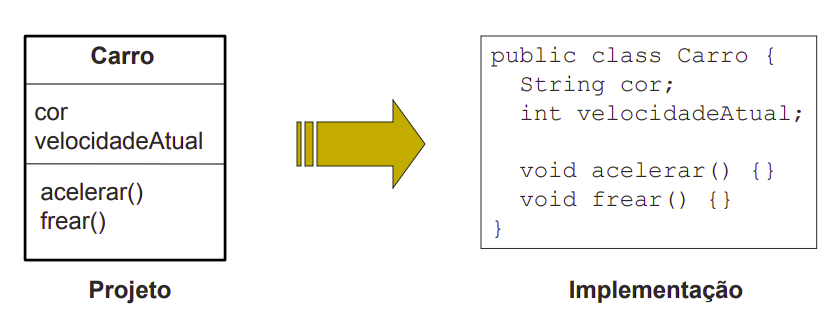 Carro
cor
velocidadeAtual
acelerar()
frear()
Projeto
public class Carro {
String cor;
int velocidadeAtual;
void acelerar() {}
void frear() {}
}
Implementação